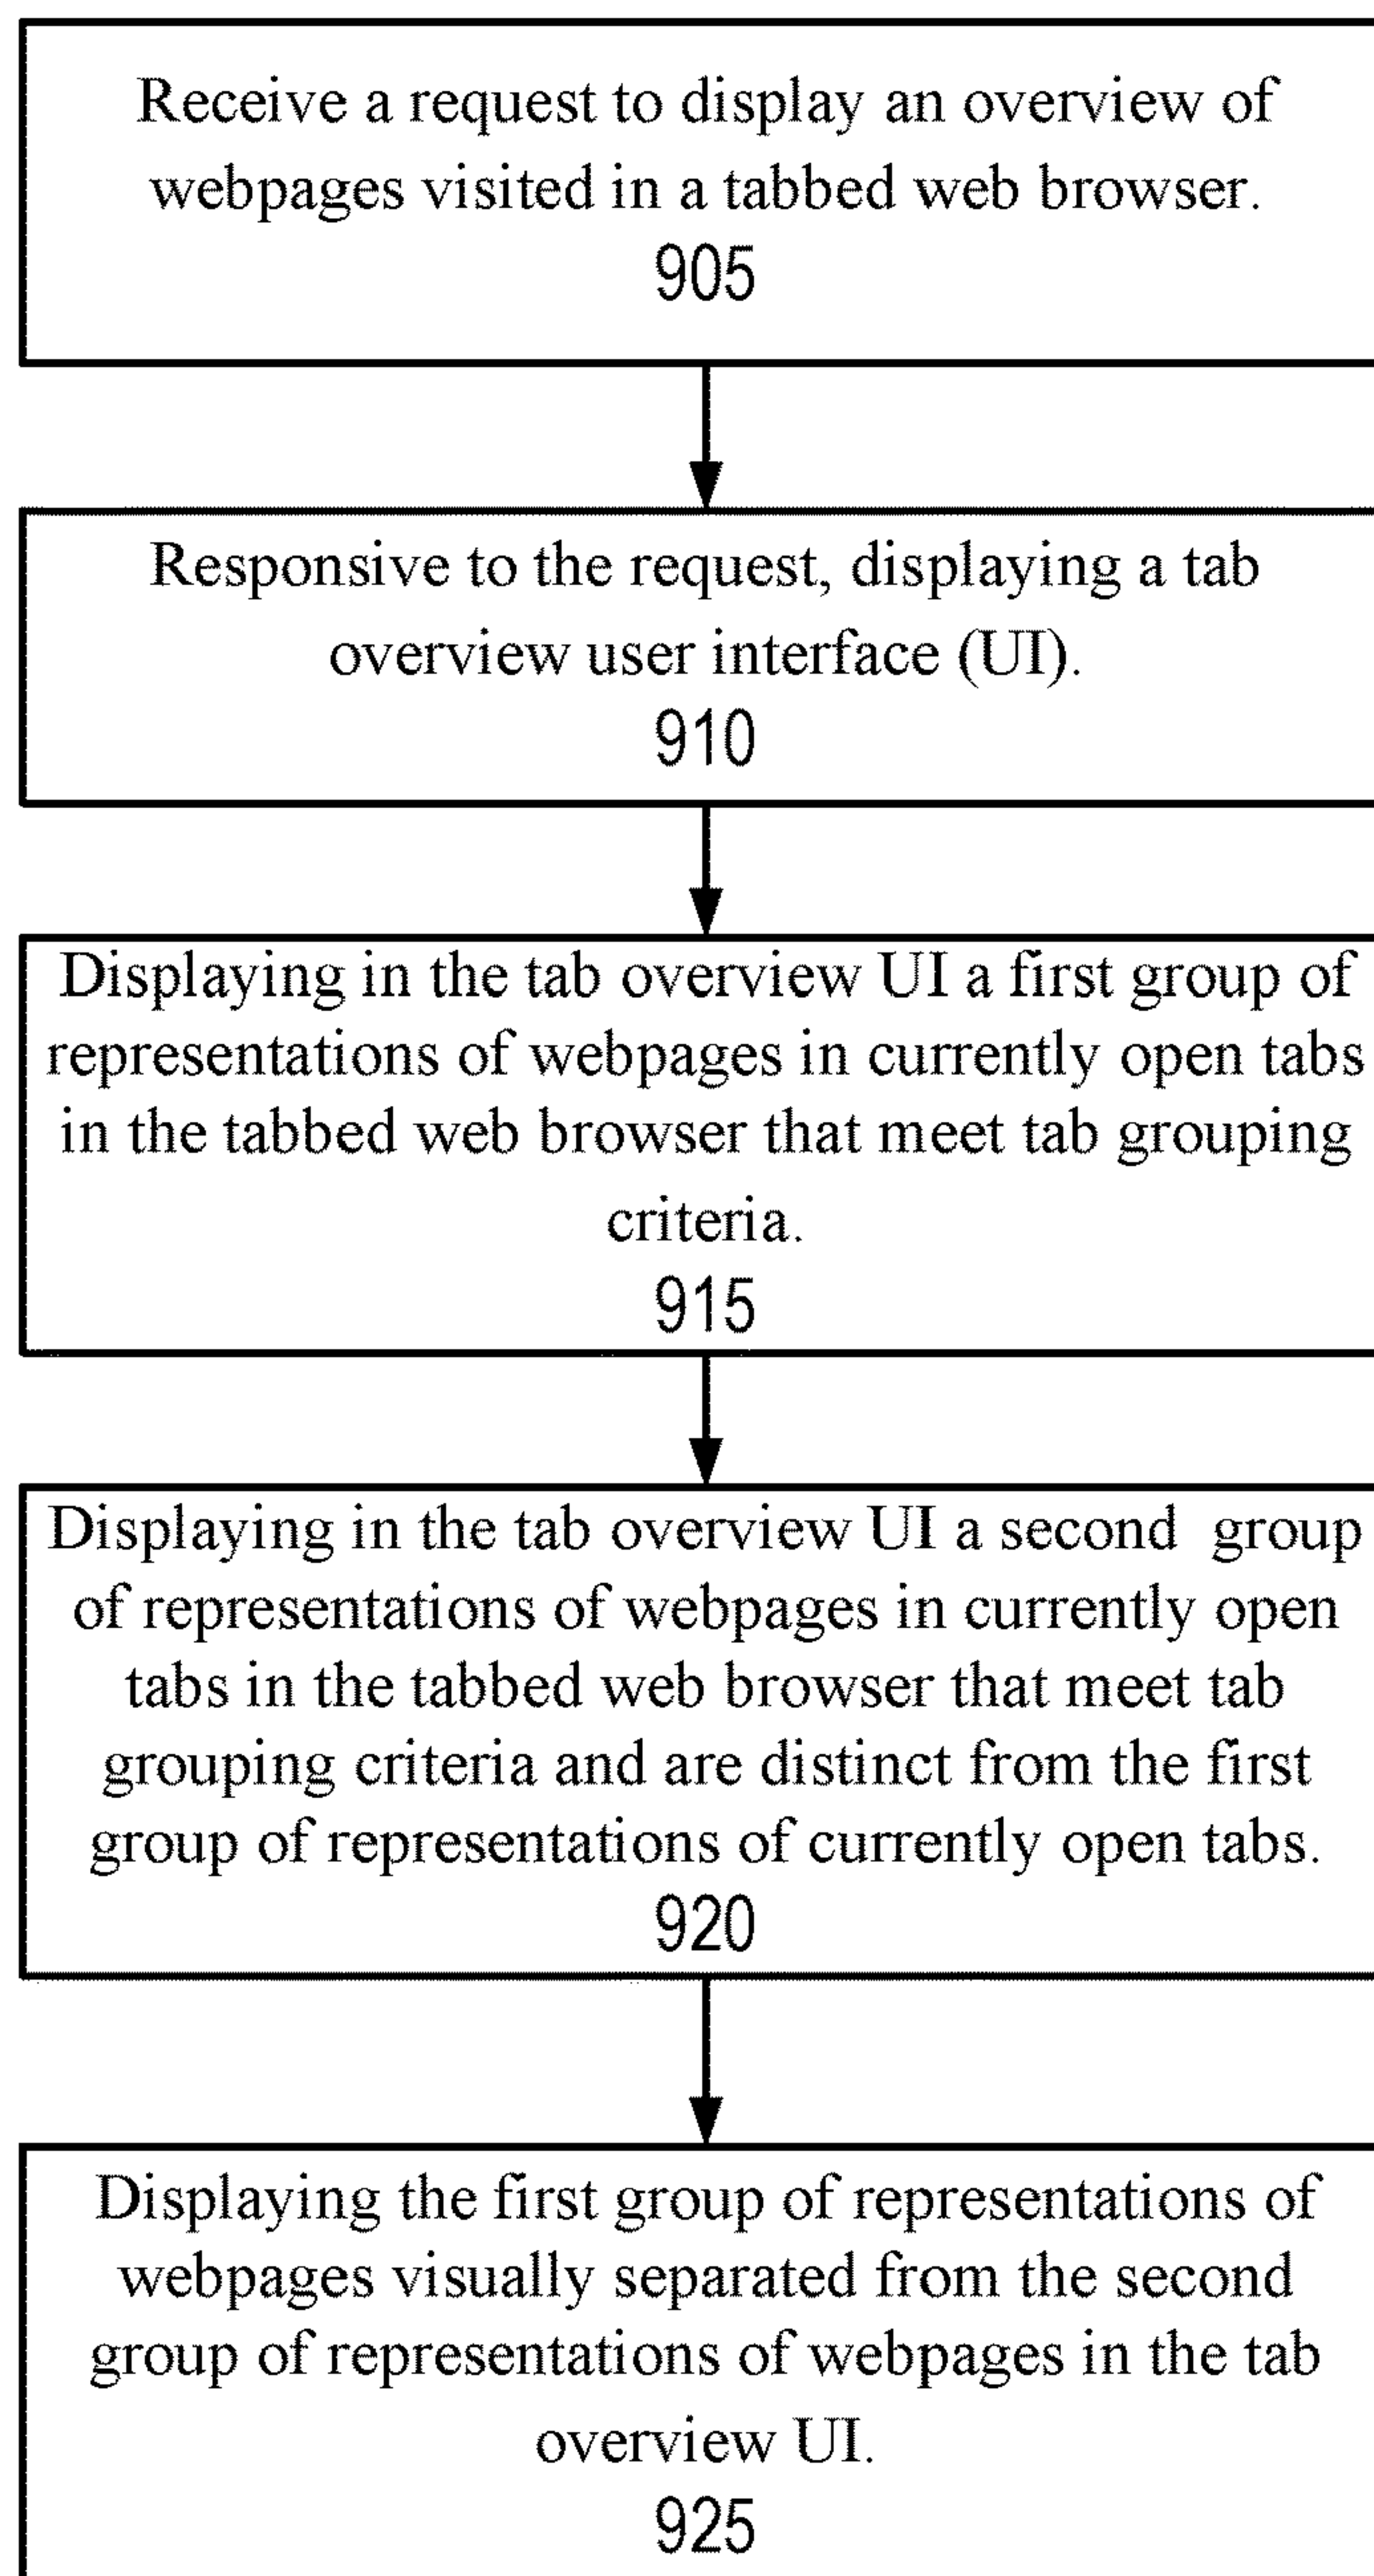 Receive a request to display an overview of
webpages visited in a tabbed web browser.
905
Responsive to the request, displaying a tab
overview user interface (UI).
910
Displaying in the tab overview UI a first group of
representations of webpages in currently open tabs
in the tabbed web browser that meet tab grouping
criteria.
915
Displaying in the tab overview UI a second group
of representations of webpages in currently open
tabs in the tabbed web browser that meet tab
grouping criteria and are distinct from the first
group of representations of currently open tabs.
920
Displaying the first group of representations of
webpages visually separated from the second
group of representations of webpages in the tab
overview UI.
925